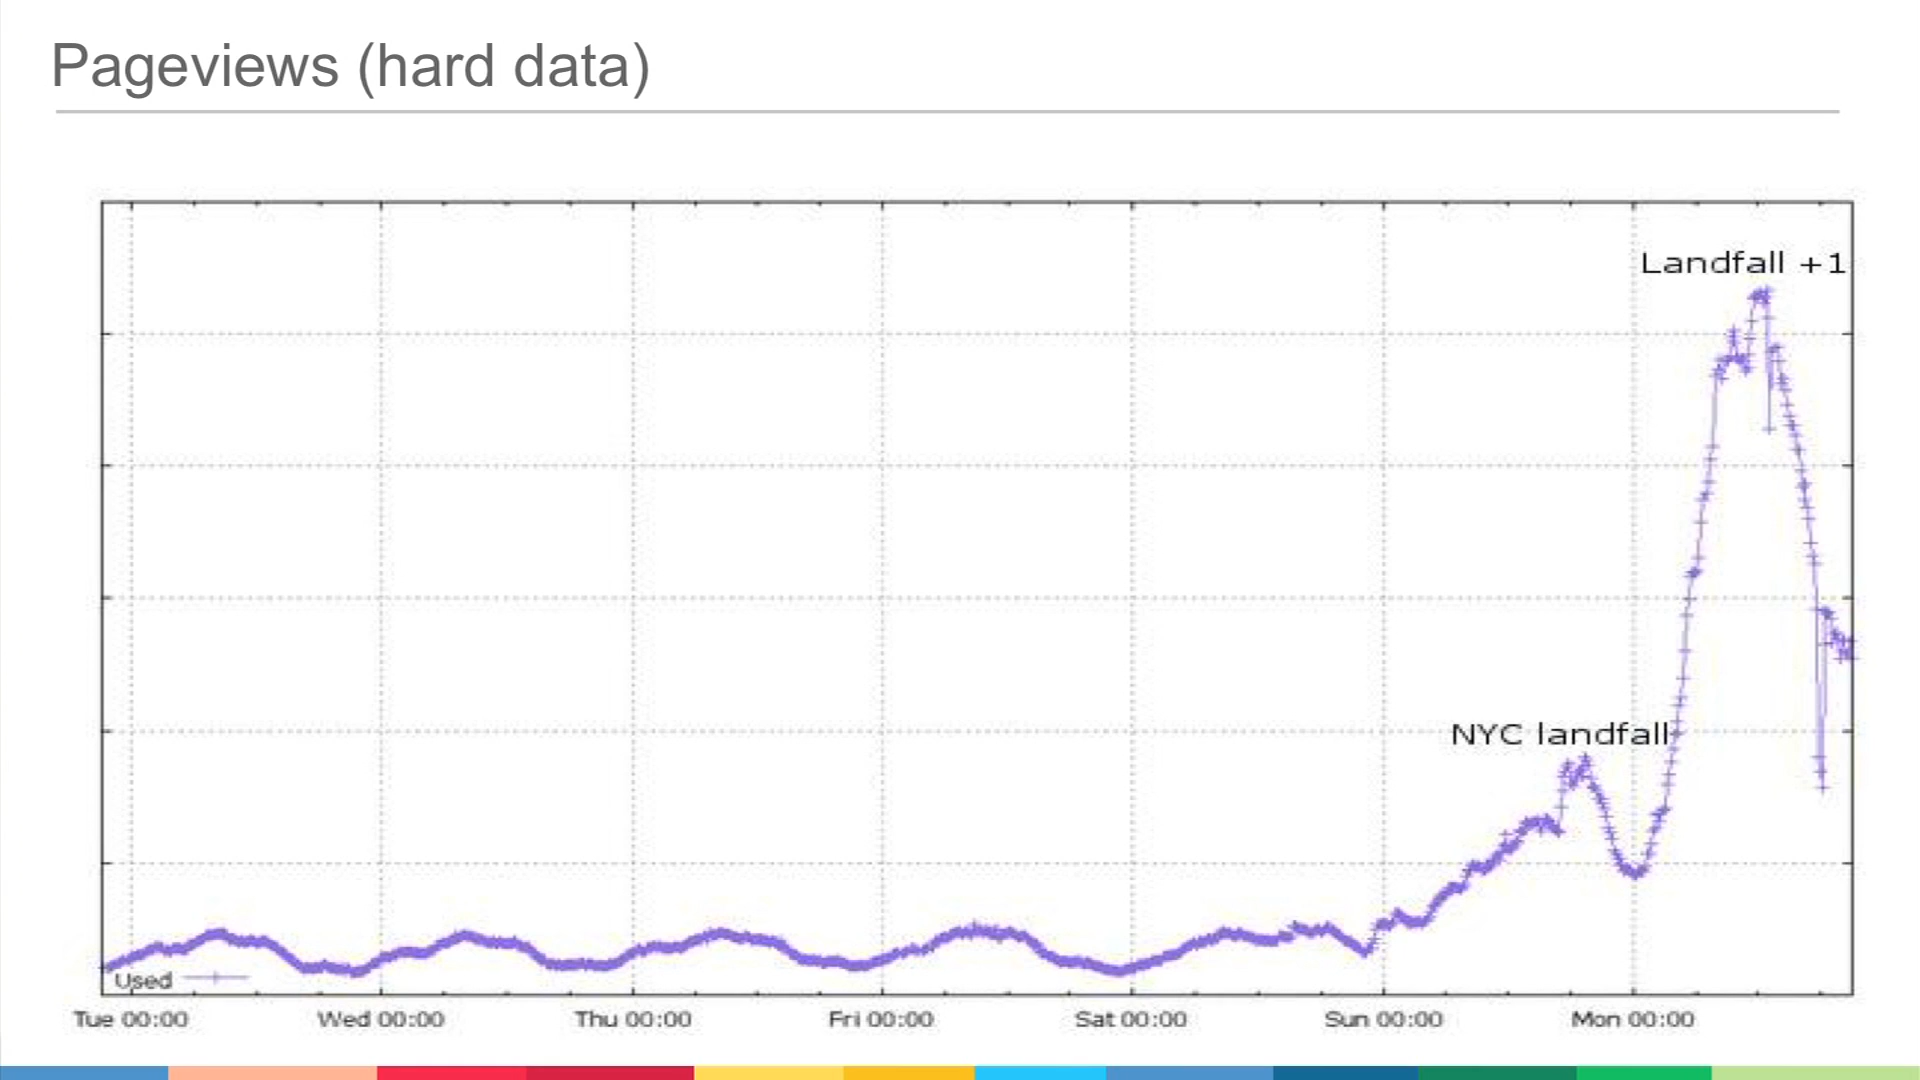 Pageviews (hard data)
Landfall +1
NYC landfall
Used
Tue 00:00 Wed 00:00 Thu 00:00 Fri 00:00 Sat 00:00 Sun 00:00 Mon 00:00